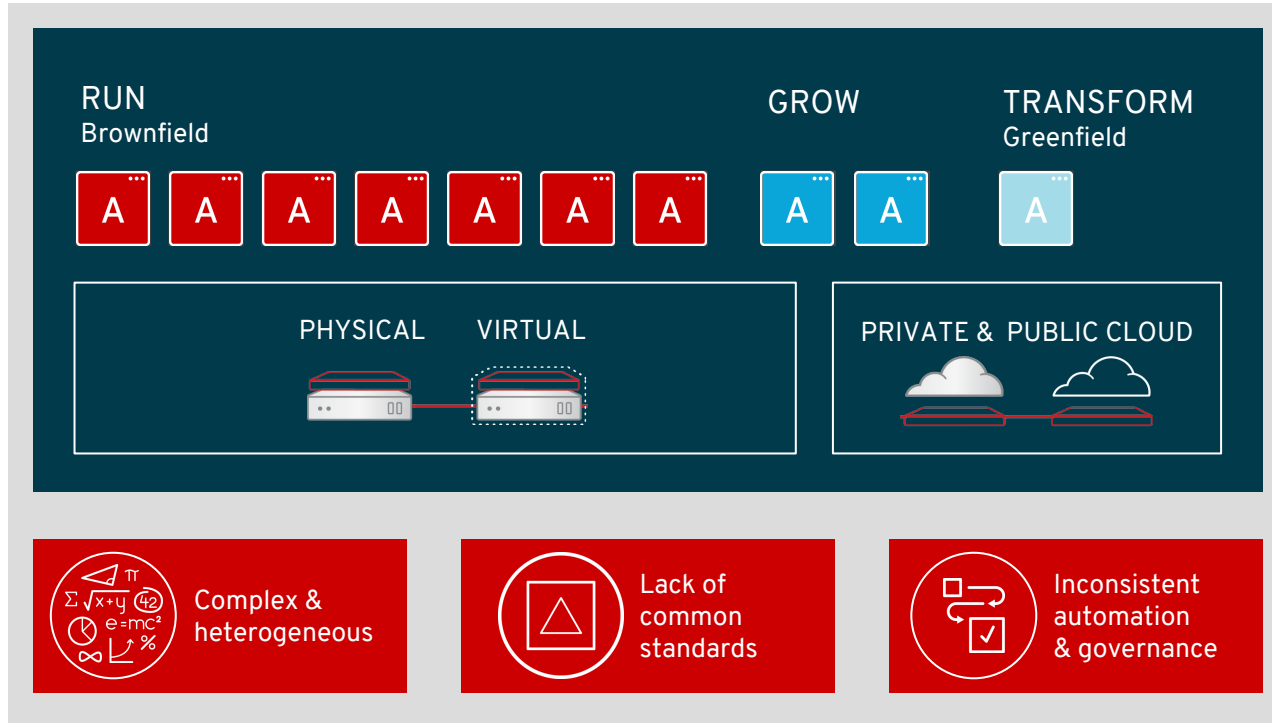 RUN
Brownfield
GROW
TRANSFORM
Greenfield
A A A A A A A
A A
A
PHYSICAL
VIRTUAL
PRIVATE & PUBLIC CLOUD
π
Σ √x+y 42
e=mc²
∞ %
Complex &
heterogeneous
Lack of
common
standards
Inconsistent
automation
& governance